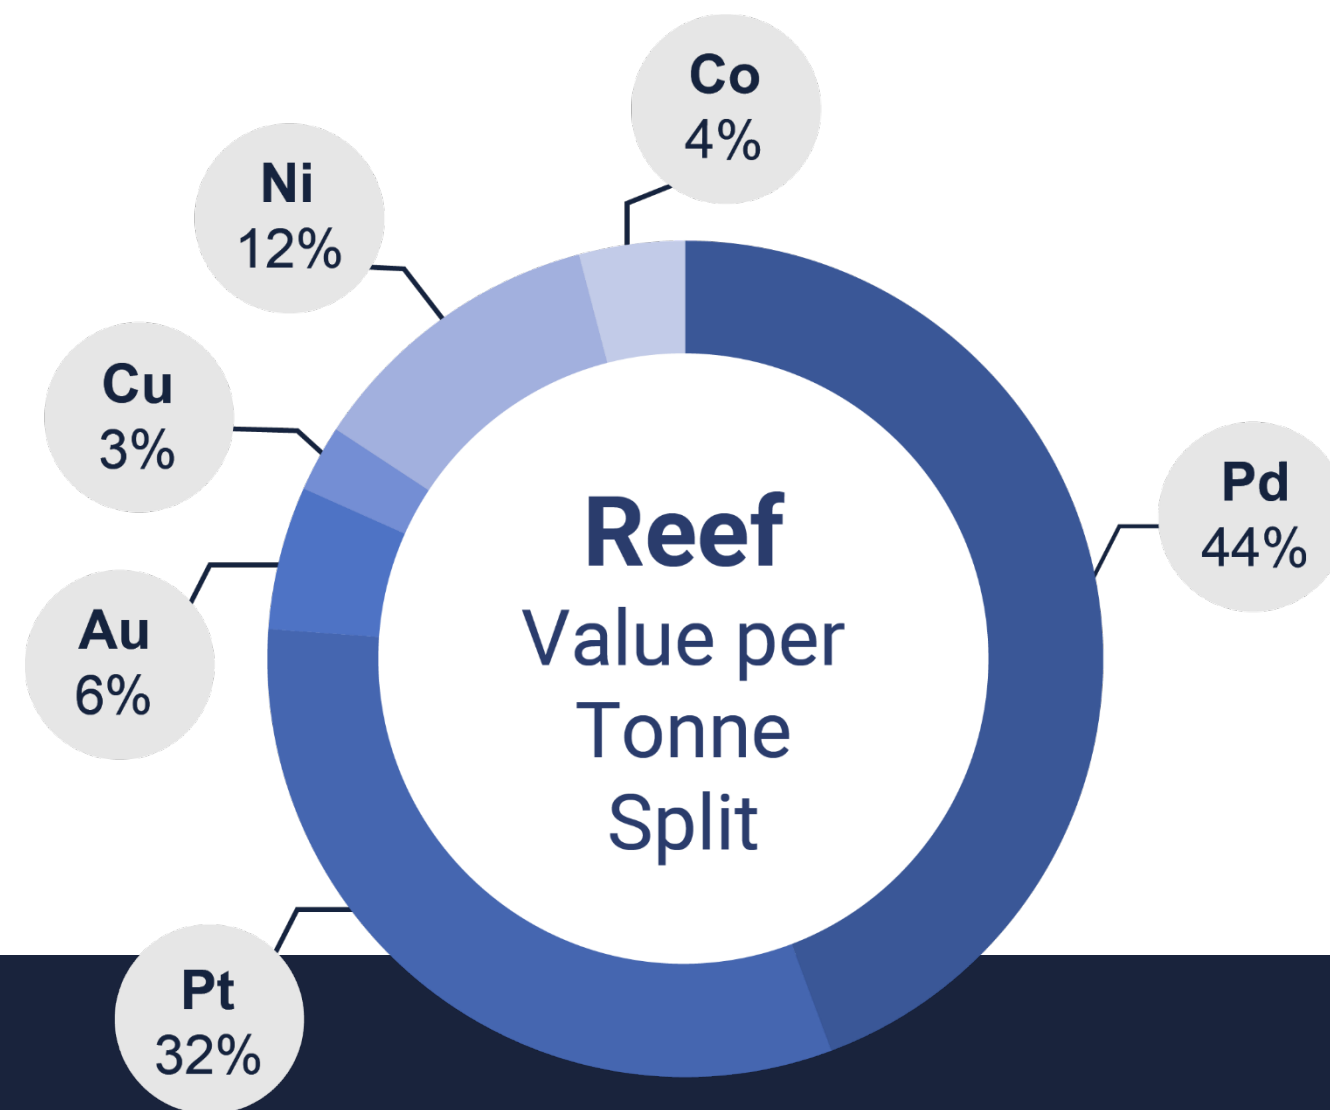 Co
4%
Ni
12%
Cu
3%
Pd
44%
Au
6%
Pt
32%
Reef
Value per
Tonne
Split